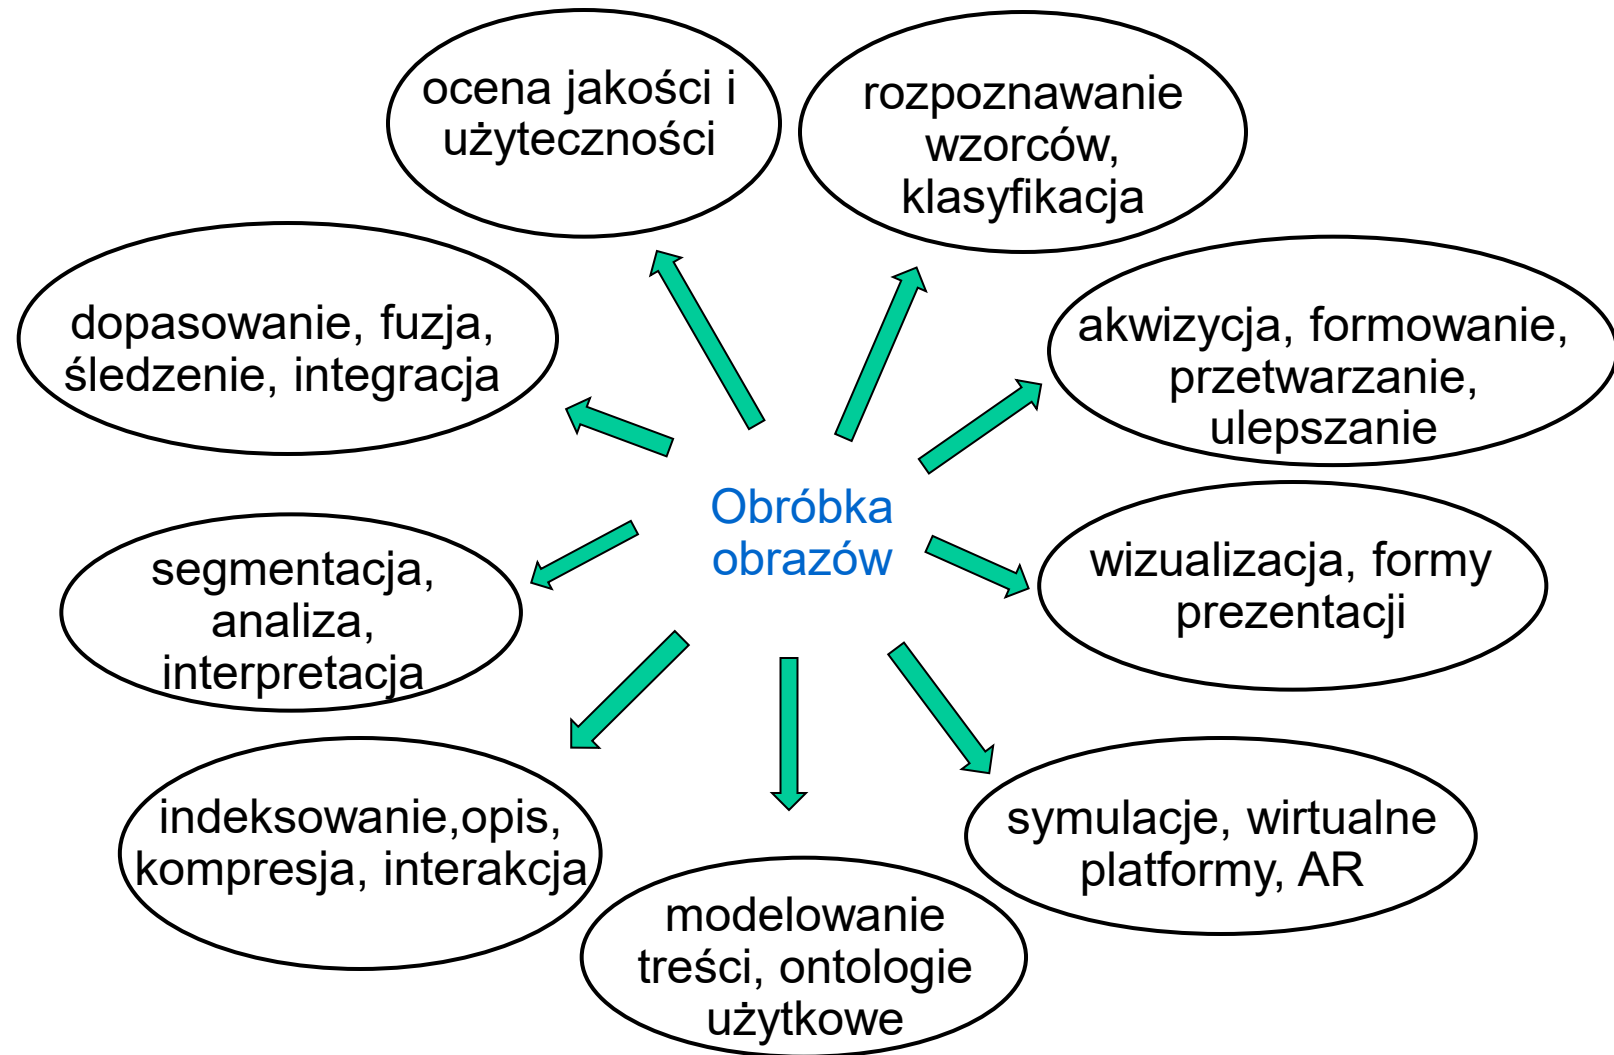 ocena jakości i
użyteczności
rozpoznawanie
wzorców,
klasyfikacja
dopasowanie, fuzja,
śledzenie, integracja
akwizycja, formowanie,
przetwarzanie,
ulepszanie
Obróbka
obrazów
segmentacja,
analiza,
interpretacja
wizualizacja, formy
prezentacji
indeksowanie,opis,
kompresja, interakcja
symulacje, wirtualne
platformy, AR
modelowanie
treści, ontologie
użytkowe